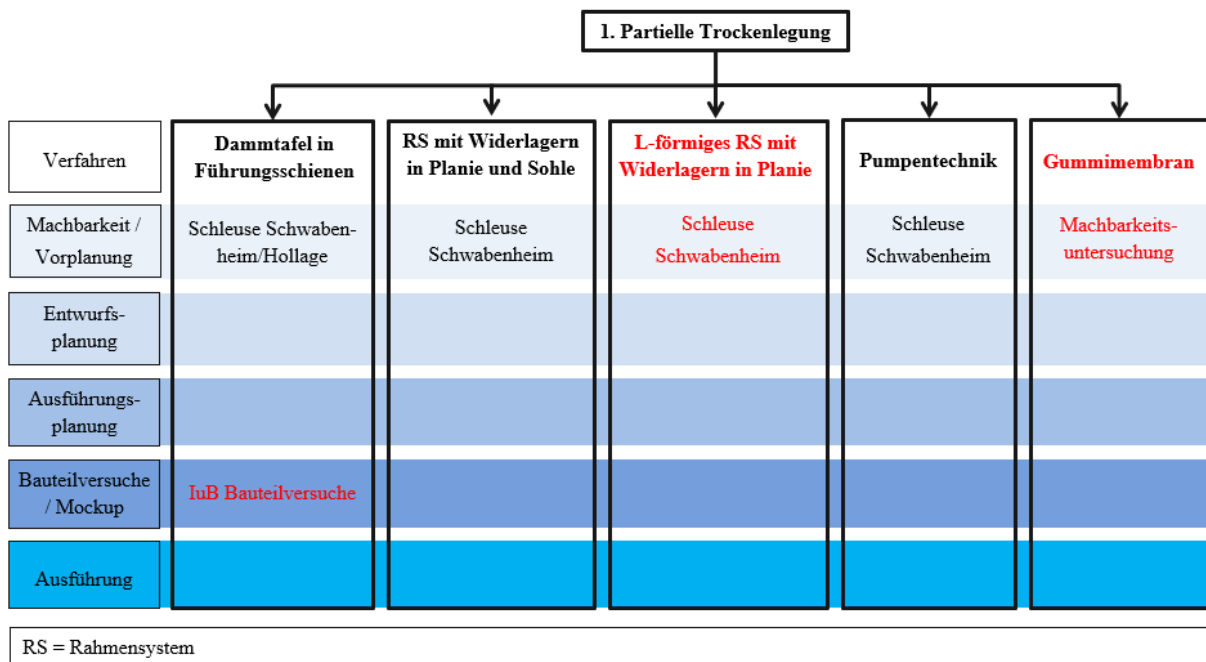 1. Partielle Trockenlegung
Verfahren
Dammtafel in
Führungsschienen
RS mit Widerlagern
in Planie und Sohle
L-förmiges RS mit
Widerlagern in Planie
Pumpentechnik
Gummimembran
Machbarkeit /
Vorplanung
Schleuse Schwaben-
heim/Hollage
Schleuse
Schwabenheim
Schleuse
Schwabenheim
Schleuse
Schwabenheim
Machbarkeits-
untersuchung
Entwurfs-
planung
Ausführungs-
planung
Bauteilversuche
/ Mockup
IuB Bauteilversuche
Ausführung
RS = Rahmensystem